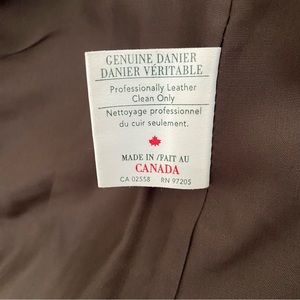 GENUINE DANIER
DANIER VÉRITABLE
Professionally Leather
Clean Only
Nettoyage professionnel
du cuir seulement.
MADE IN /FAIT AU
CANADA
CA 02558 RN 97205